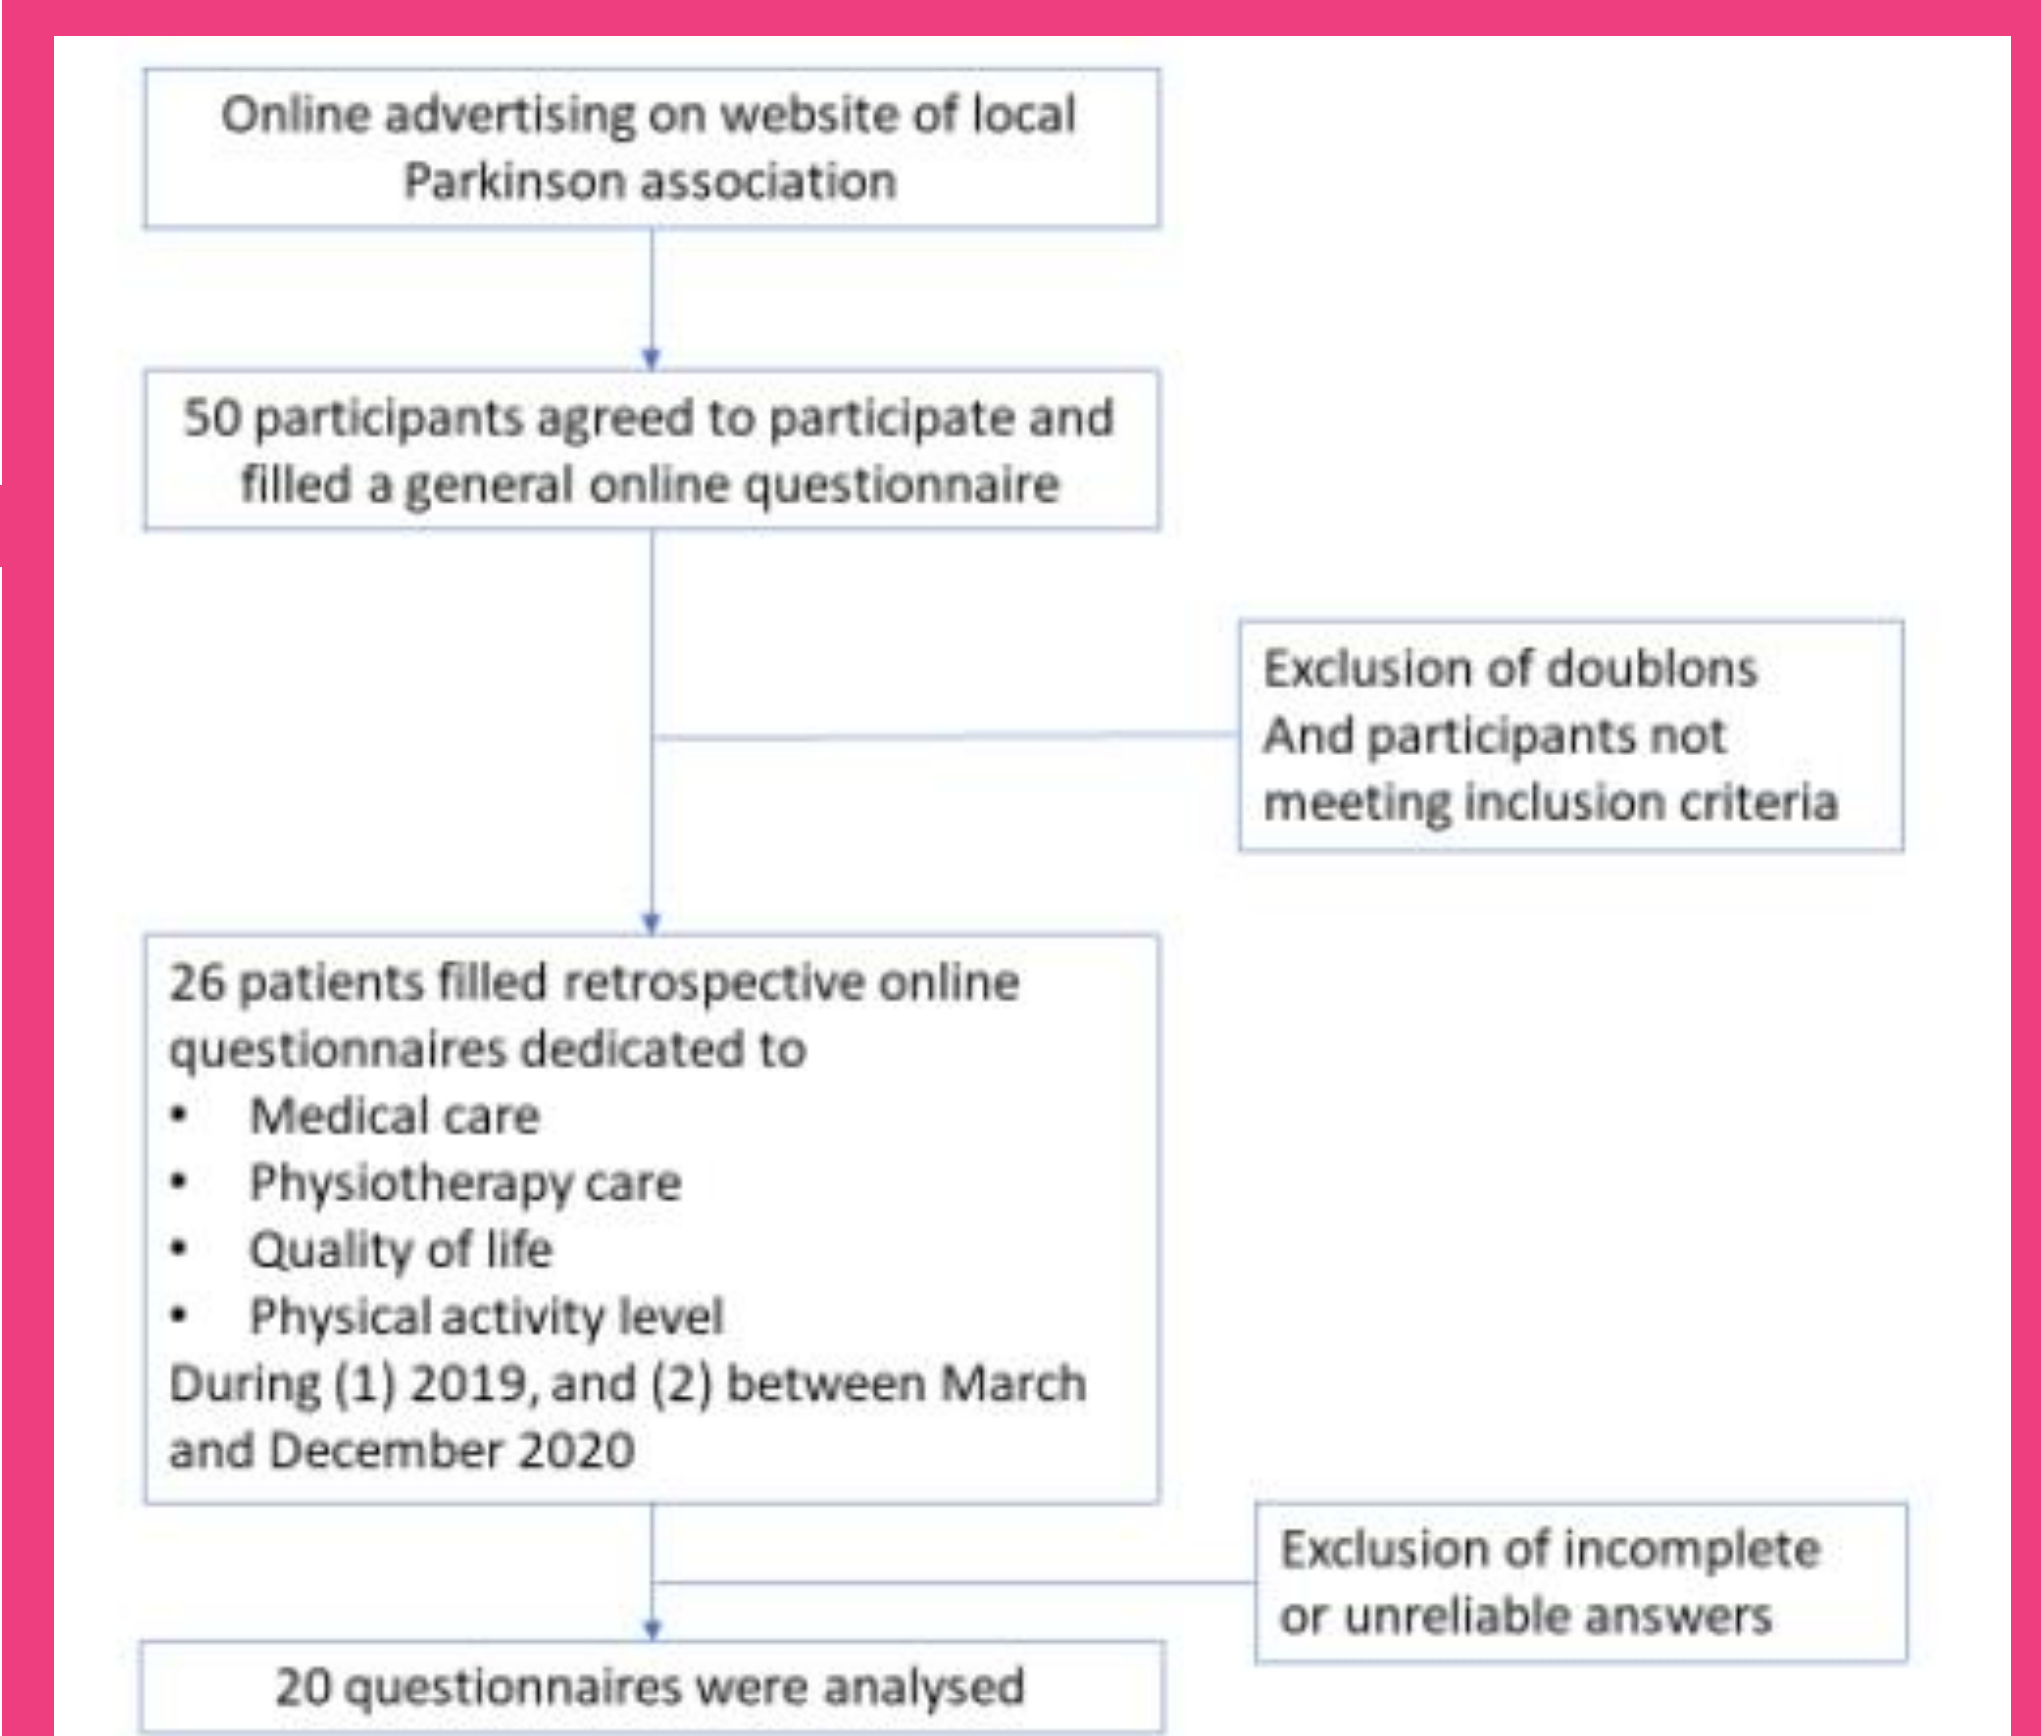 Online advertising on website of local
Parkinson association
50 participants agreed to participate and
filled a general online questionnaire
Exclusion of doublons
And participants not
meeting inclusion criteria
26 patients filled retrospective online
questionnaires dedicated to
• Medical care
• Physiotherapy care
• Quality of life
• Physical activity level
During (1) 2019, and (2) between March
and December 2020
Exclusion of incomplete
or unreliable answers
20 questionnaires were analysed